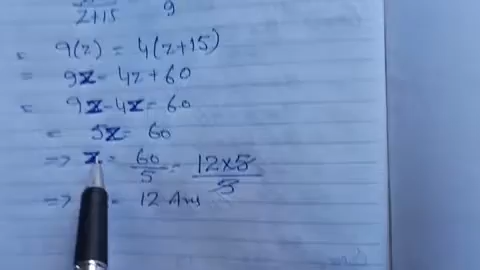 z+15 9
= 9(z) = 4(z+15)
= 9z = 4z+60
= 9z-4z = 60
= 5z = 60
=> z = 60/5 = 12×5/5
=> = 12 Ans